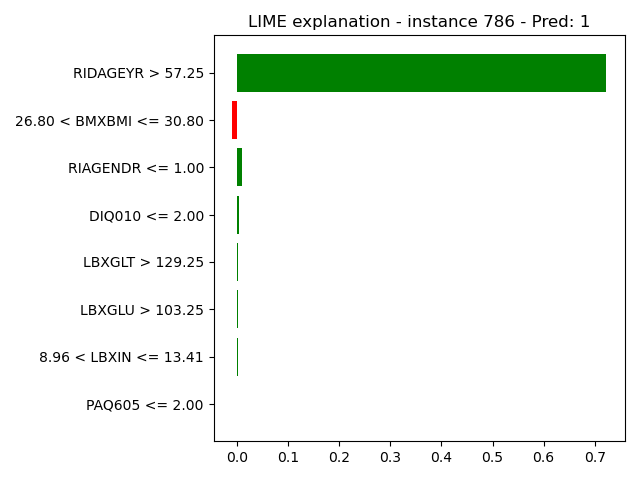 LIME explanation - instance 786 - Pred: 1
RIDAGEYR > 57.25
26.80 < BMXBMI <= 30.80
RIAGENDR <= 1.00
DIQ010 <= 2.00
LBXGLT > 129.25
LBXGLU > 103.25
8.96 < LBXIN <= 13.41
PAQ605 <= 2.00
0.0 0.1 0.2 0.3 0.4 0.5 0.6 0.7